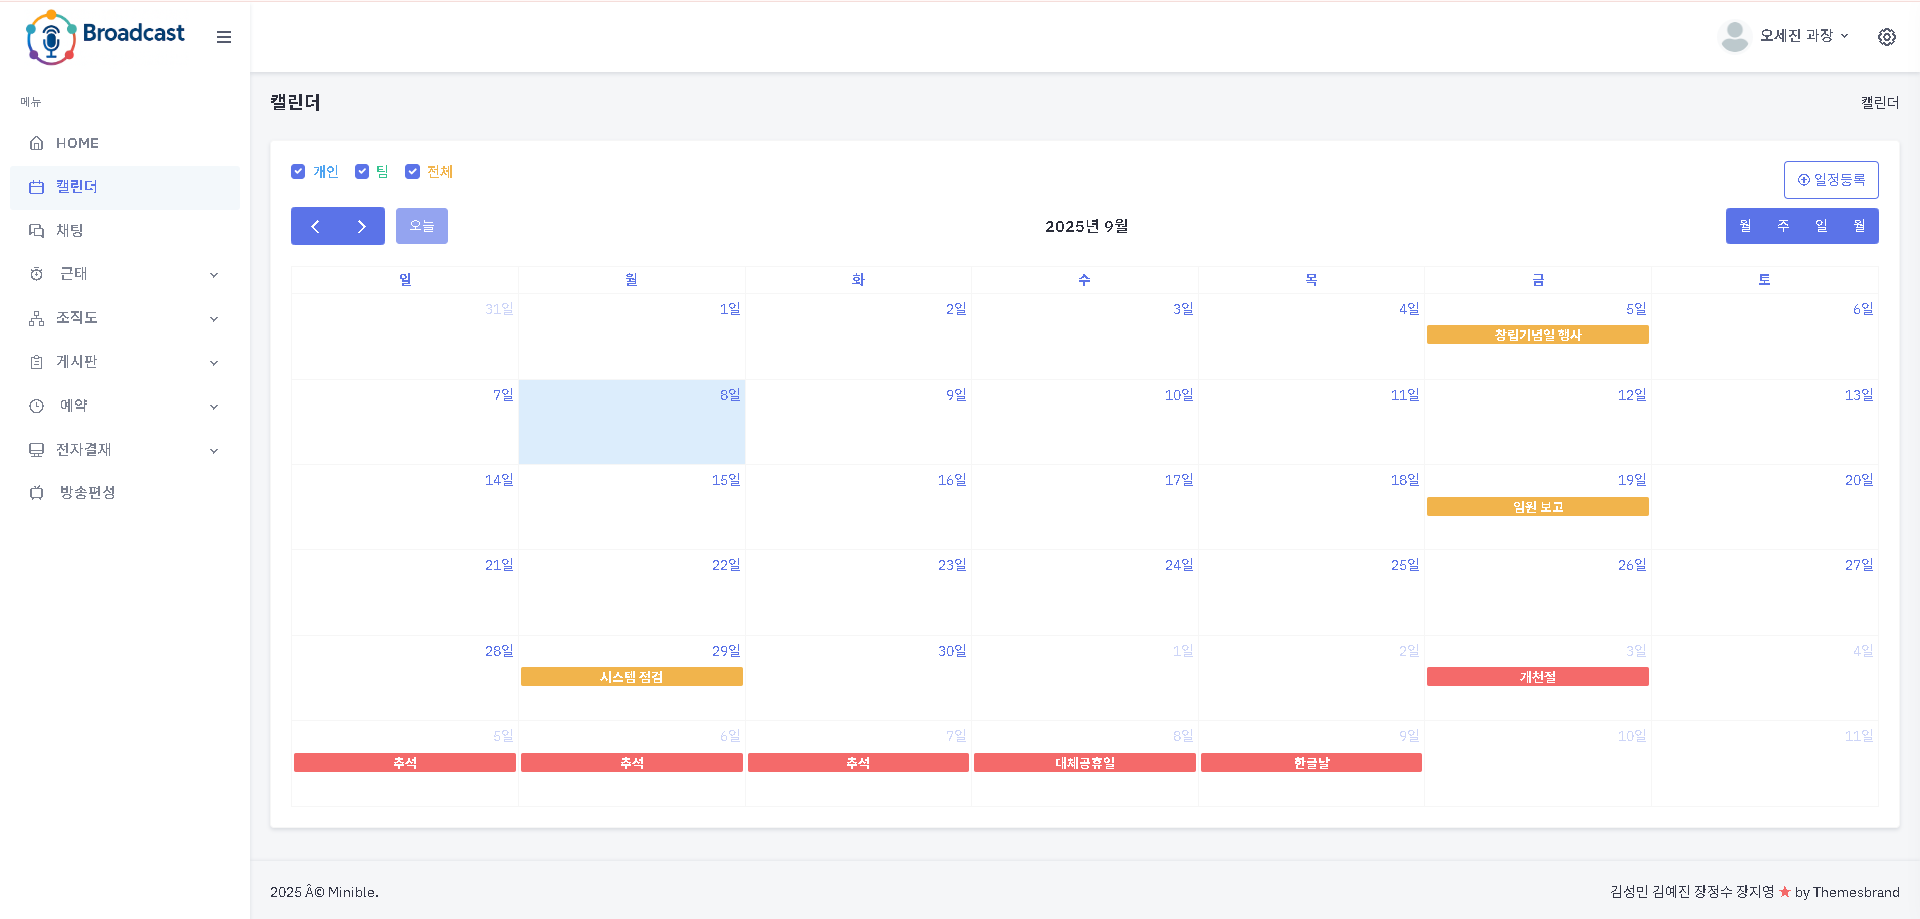 Broadcast
오세진 과장
메뉴
HOME
캘린더
채팅
근태
조직도
게시판
예약
전자결재
방송편성
캘린더
캘린더
개인 팀 전체
일정등록
오늘
2025년 9월
월 주 일 월
일 월 화 수 목 금 토
31일 1일 2일 3일 4일 5일 6일
창립기념일 행사
7일 8일 9일 10일 11일 12일 13일
14일 15일 16일 17일 18일 19일 20일
임원 보고
21일 22일 23일 24일 25일 26일 27일
28일 29일 30일 1일 2일 3일 4일
시스템 점검 개천절
5일 6일 7일 8일 9일 10일 11일
추석 추석 추석 대체공휴일 한글날
2025 Â© Minible.
김성민 김예진 장정수 장지영 ★ by Themesbrand